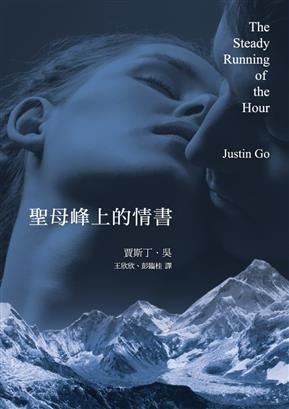 The
Steady
Running
of
the
Hour
Justin Go
聖母峰上的情書
賈斯丁・吳
王欣欣、彭臨桂 譯